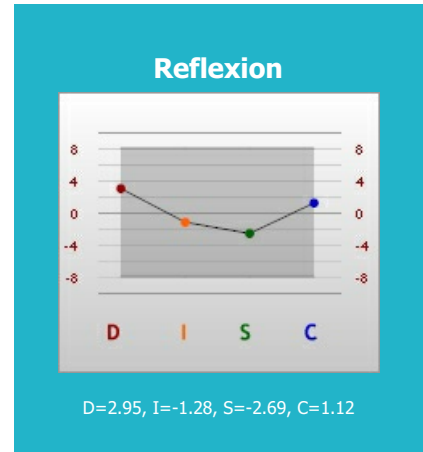 Reflexion
8 8
4 4
0 0
-4 -4
-8 -8
D I S C
D=2.95, I=-1.28, S=-2.69, C=1.12